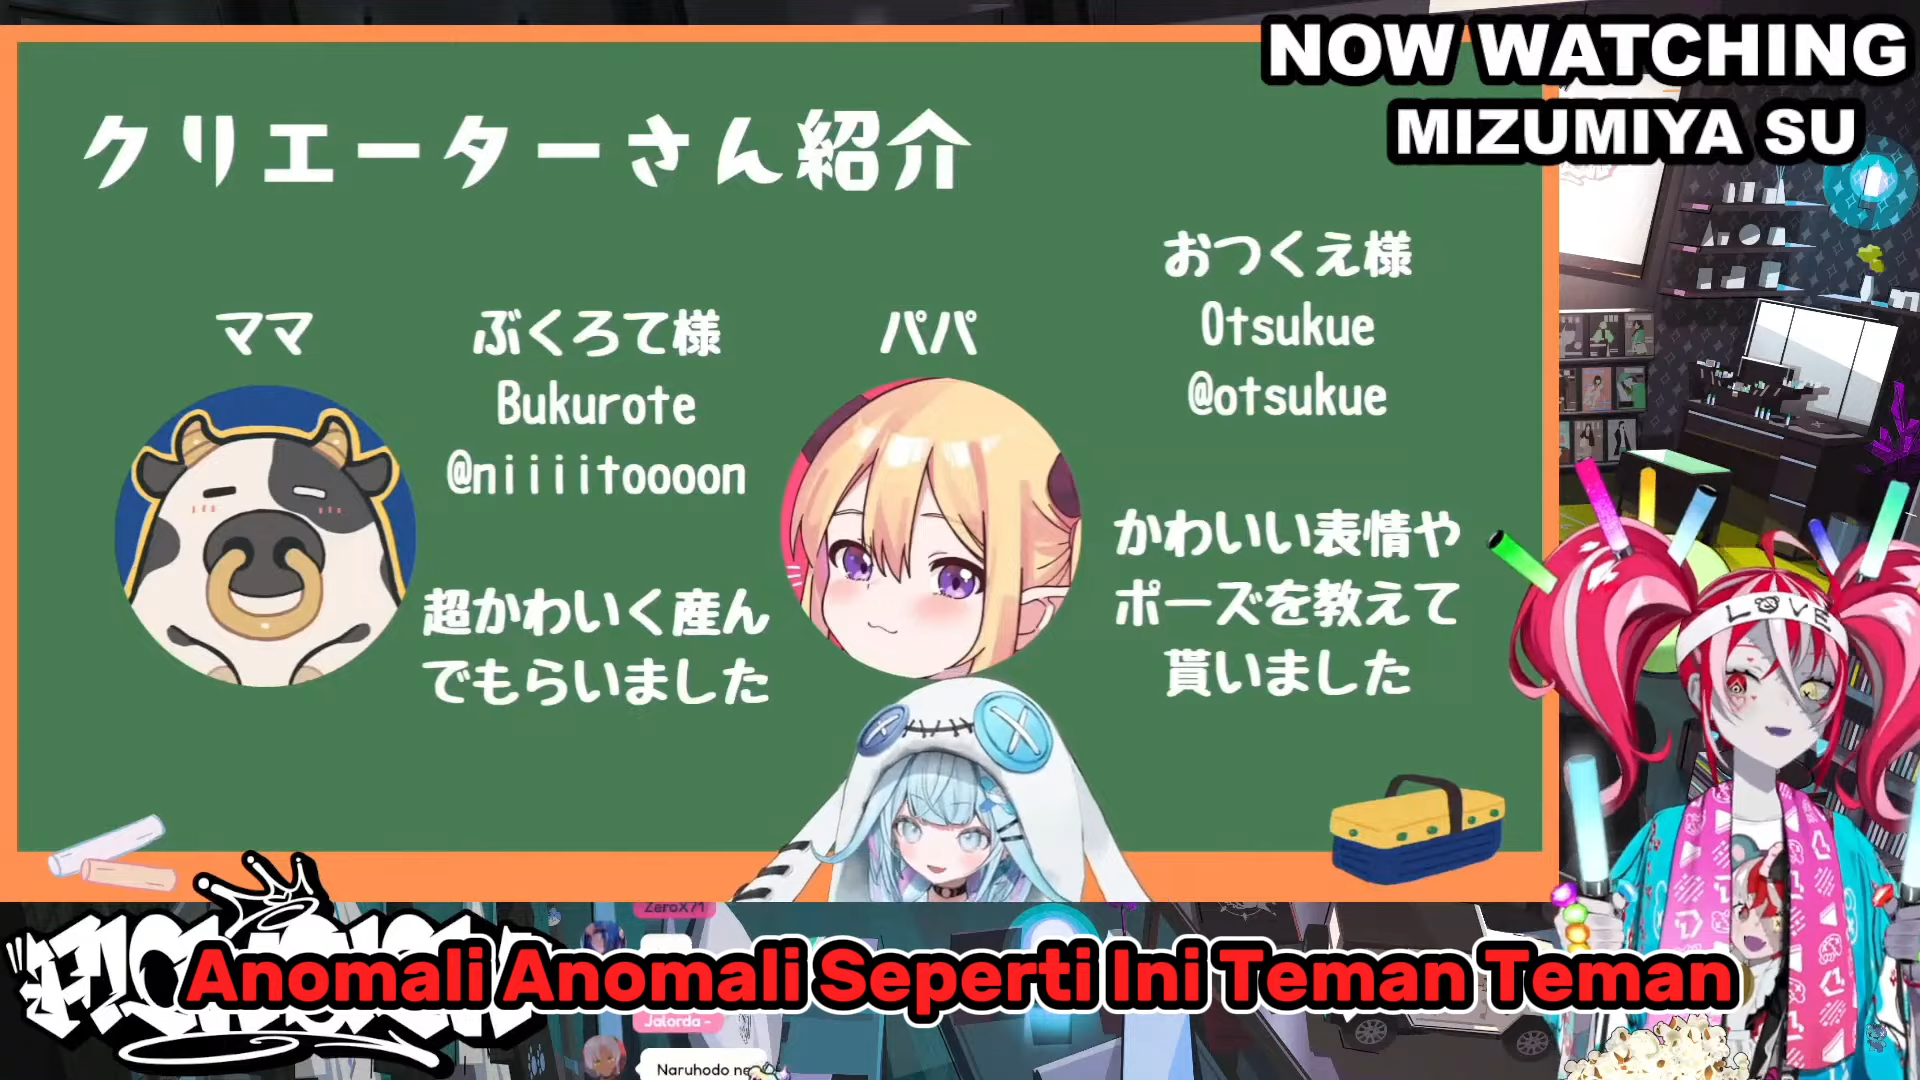 NOW WATCHING
MIZUMIYA SU
クリエーターさん紹介
ママ
ぶくろて様
Bukurote
@niiiitoooon
超かわいく産ん
でもらいました
パパ
おつくえ様
Otsukue
@otsukue
かわいい表情や
ポーズを教えて
貰いました
LOVE
ZeroX71
Anomali Anomali Seperti Ini Teman Teman
Jalorda -
Naruhodo ne